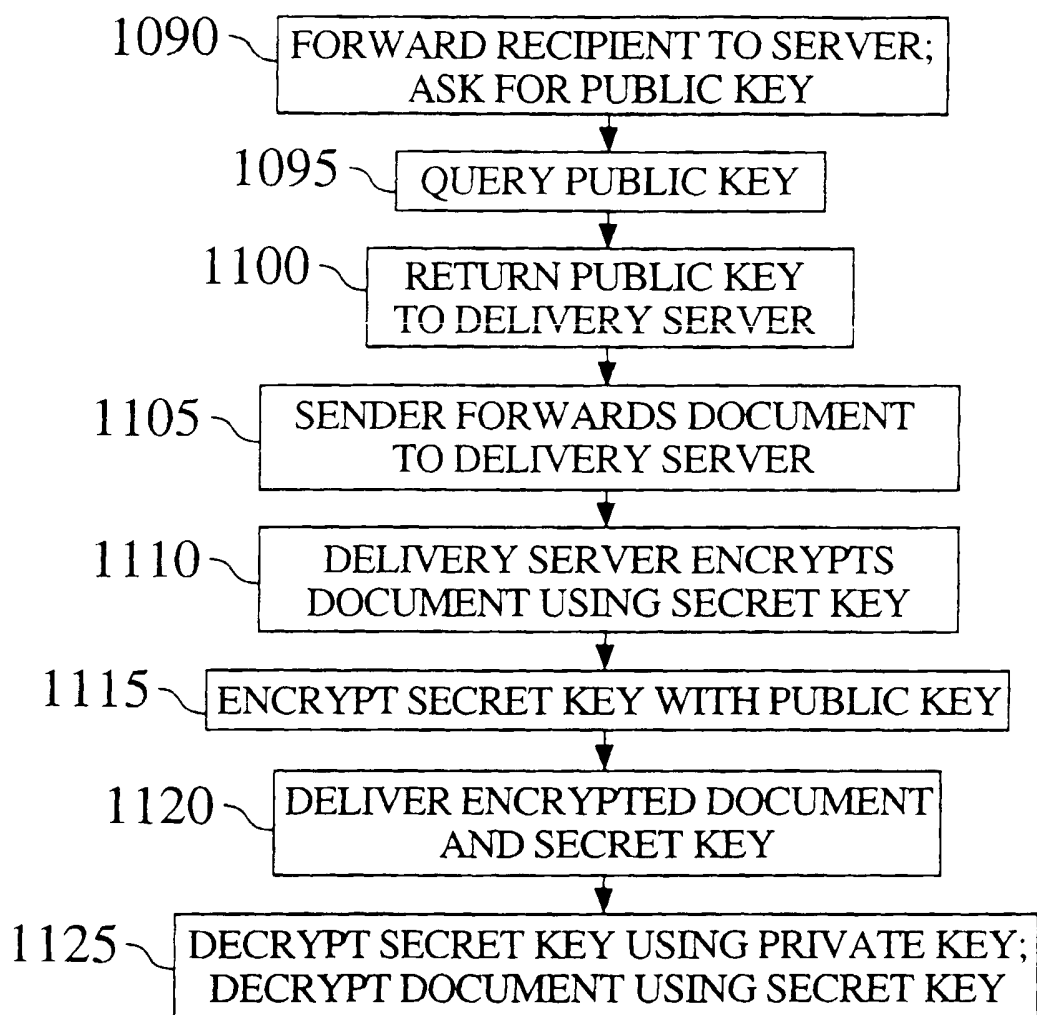 1090
FORWARD RECIPIENT TO SERVER;
ASK FOR PUBLIC KEY
1095
QUERY PUBLIC KEY
1100
RETURN PUBLIC KEY
TO DELIVERY SERVER
1105
SENDER FORWARDS DOCUMENT
TO DELIVERY SERVER
1110
DELIVERY SERVER ENCRYPTS
DOCUMENT USING SECRET KEY
1115
ENCRYPT SECRET KEY WITH PUBLIC KEY
1120
DELIVER ENCRYPTED DOCUMENT
AND SECRET KEY
1125
DECRYPT SECRET KEY USING PRIVATE KEY;
DECRYPT DOCUMENT USING SECRET KEY